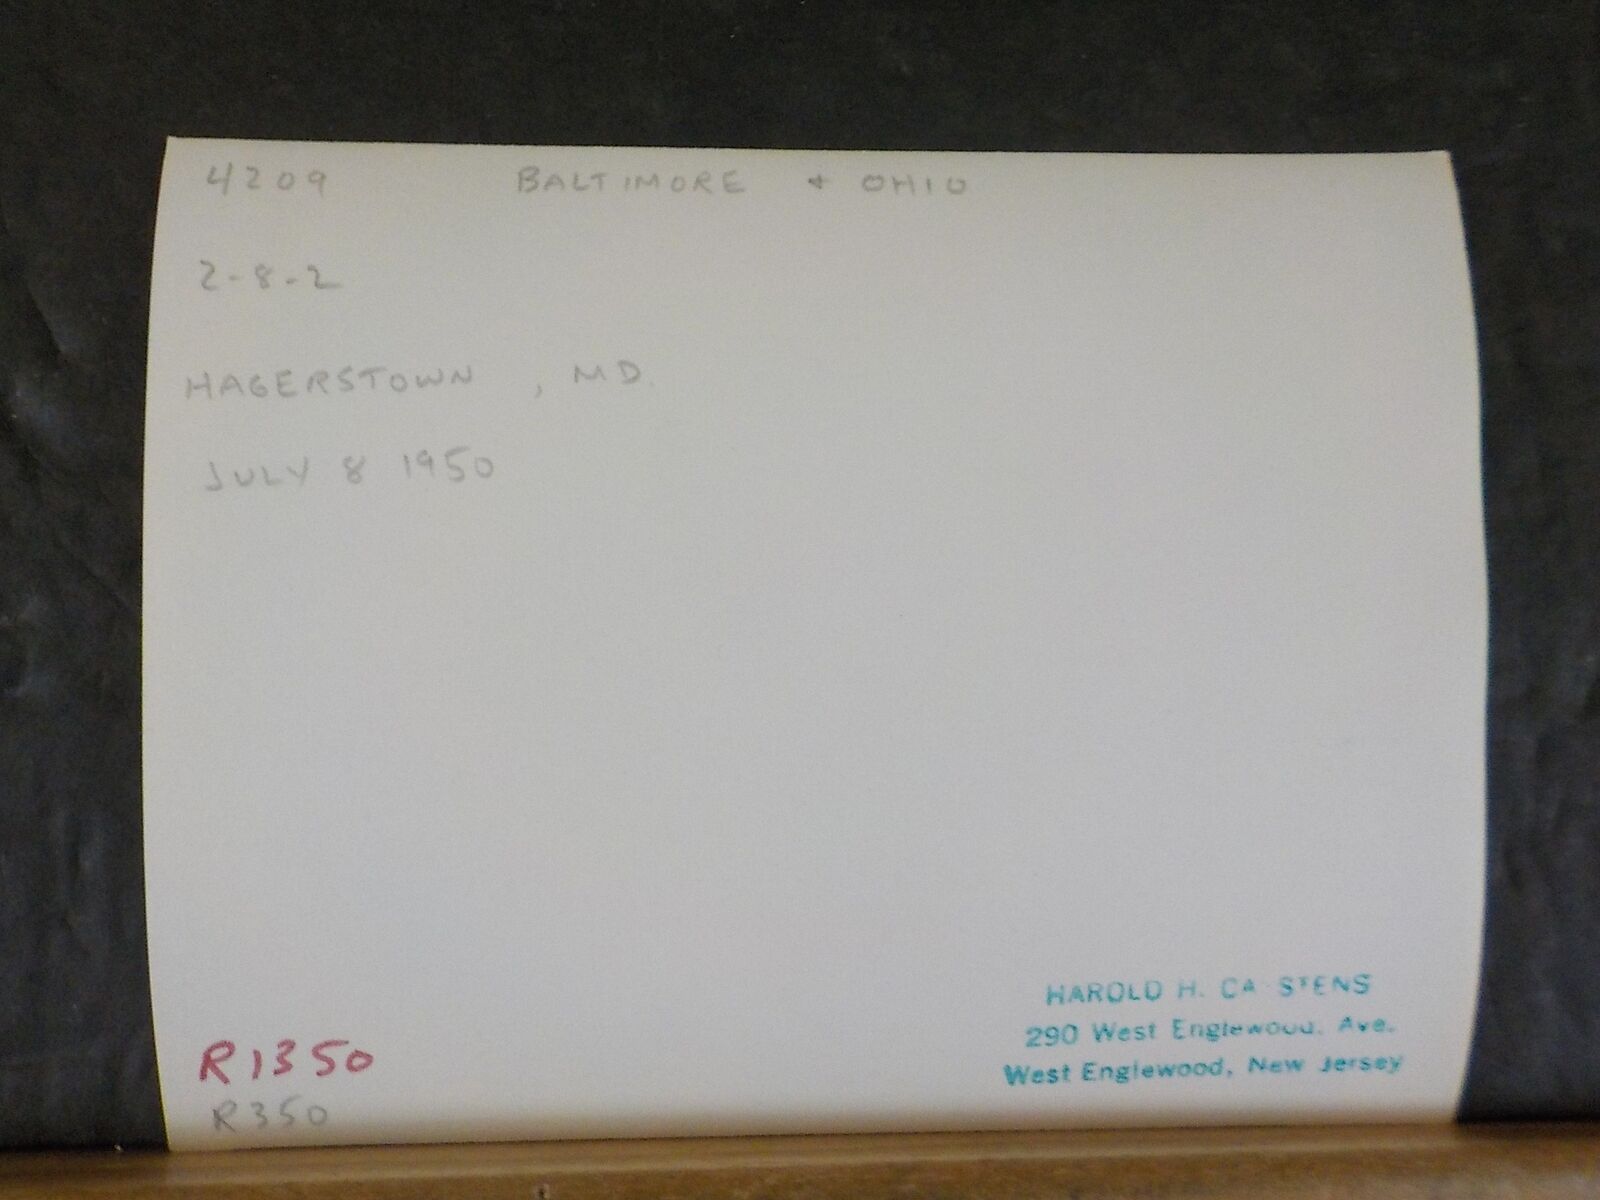 4209 BALTIMORE + OHIO
2-8-2
HAGERSTOWN , MD.
JULY 8 1950
R1350
R350
HAROLD H. CA STENS
290 West Englewood. Ave.
West Englewood, New Jersey